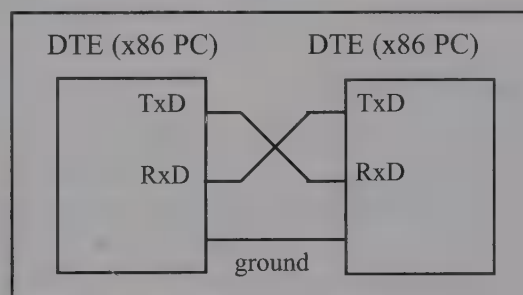 DTE (x86 PC) DTE (x86 PC)
TxD TxD
RxD RxD
ground